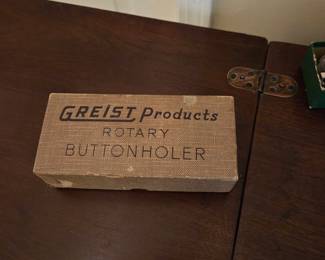 GREIST Products
ROTARY
BUTTONHOLER